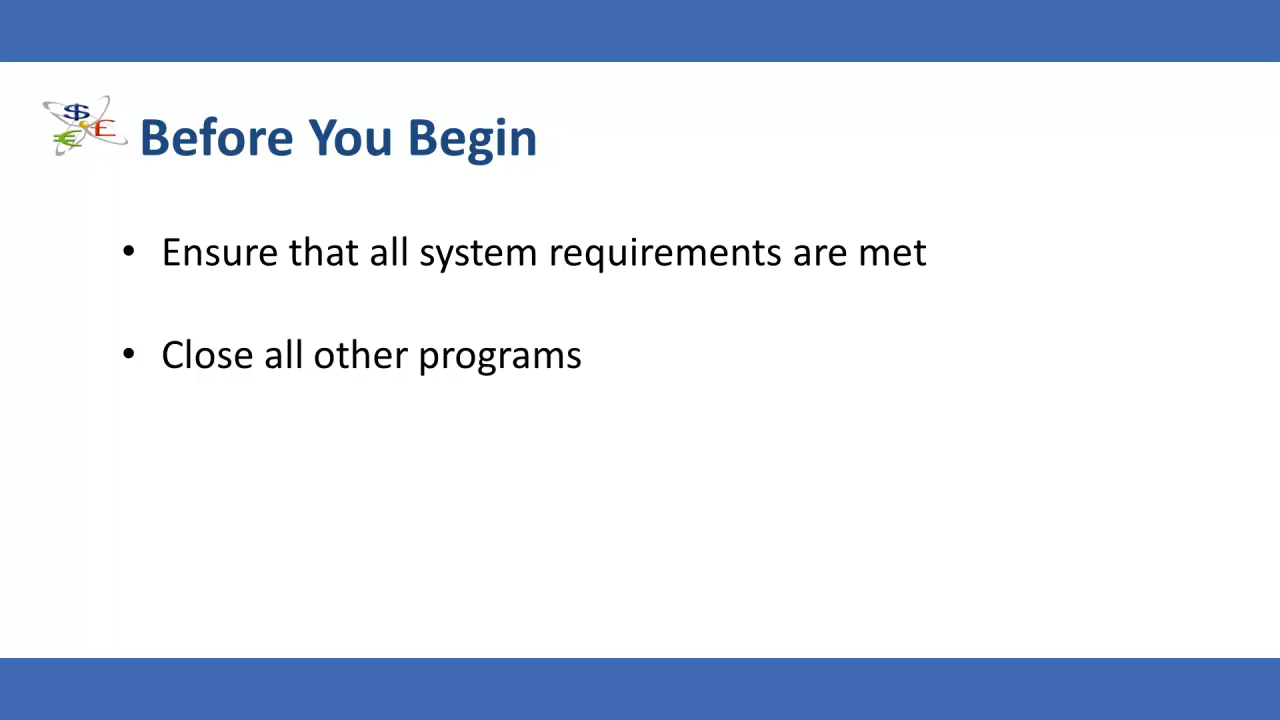 $
£
€
Before You Begin
• Ensure that all system requirements are met
• Close all other programs